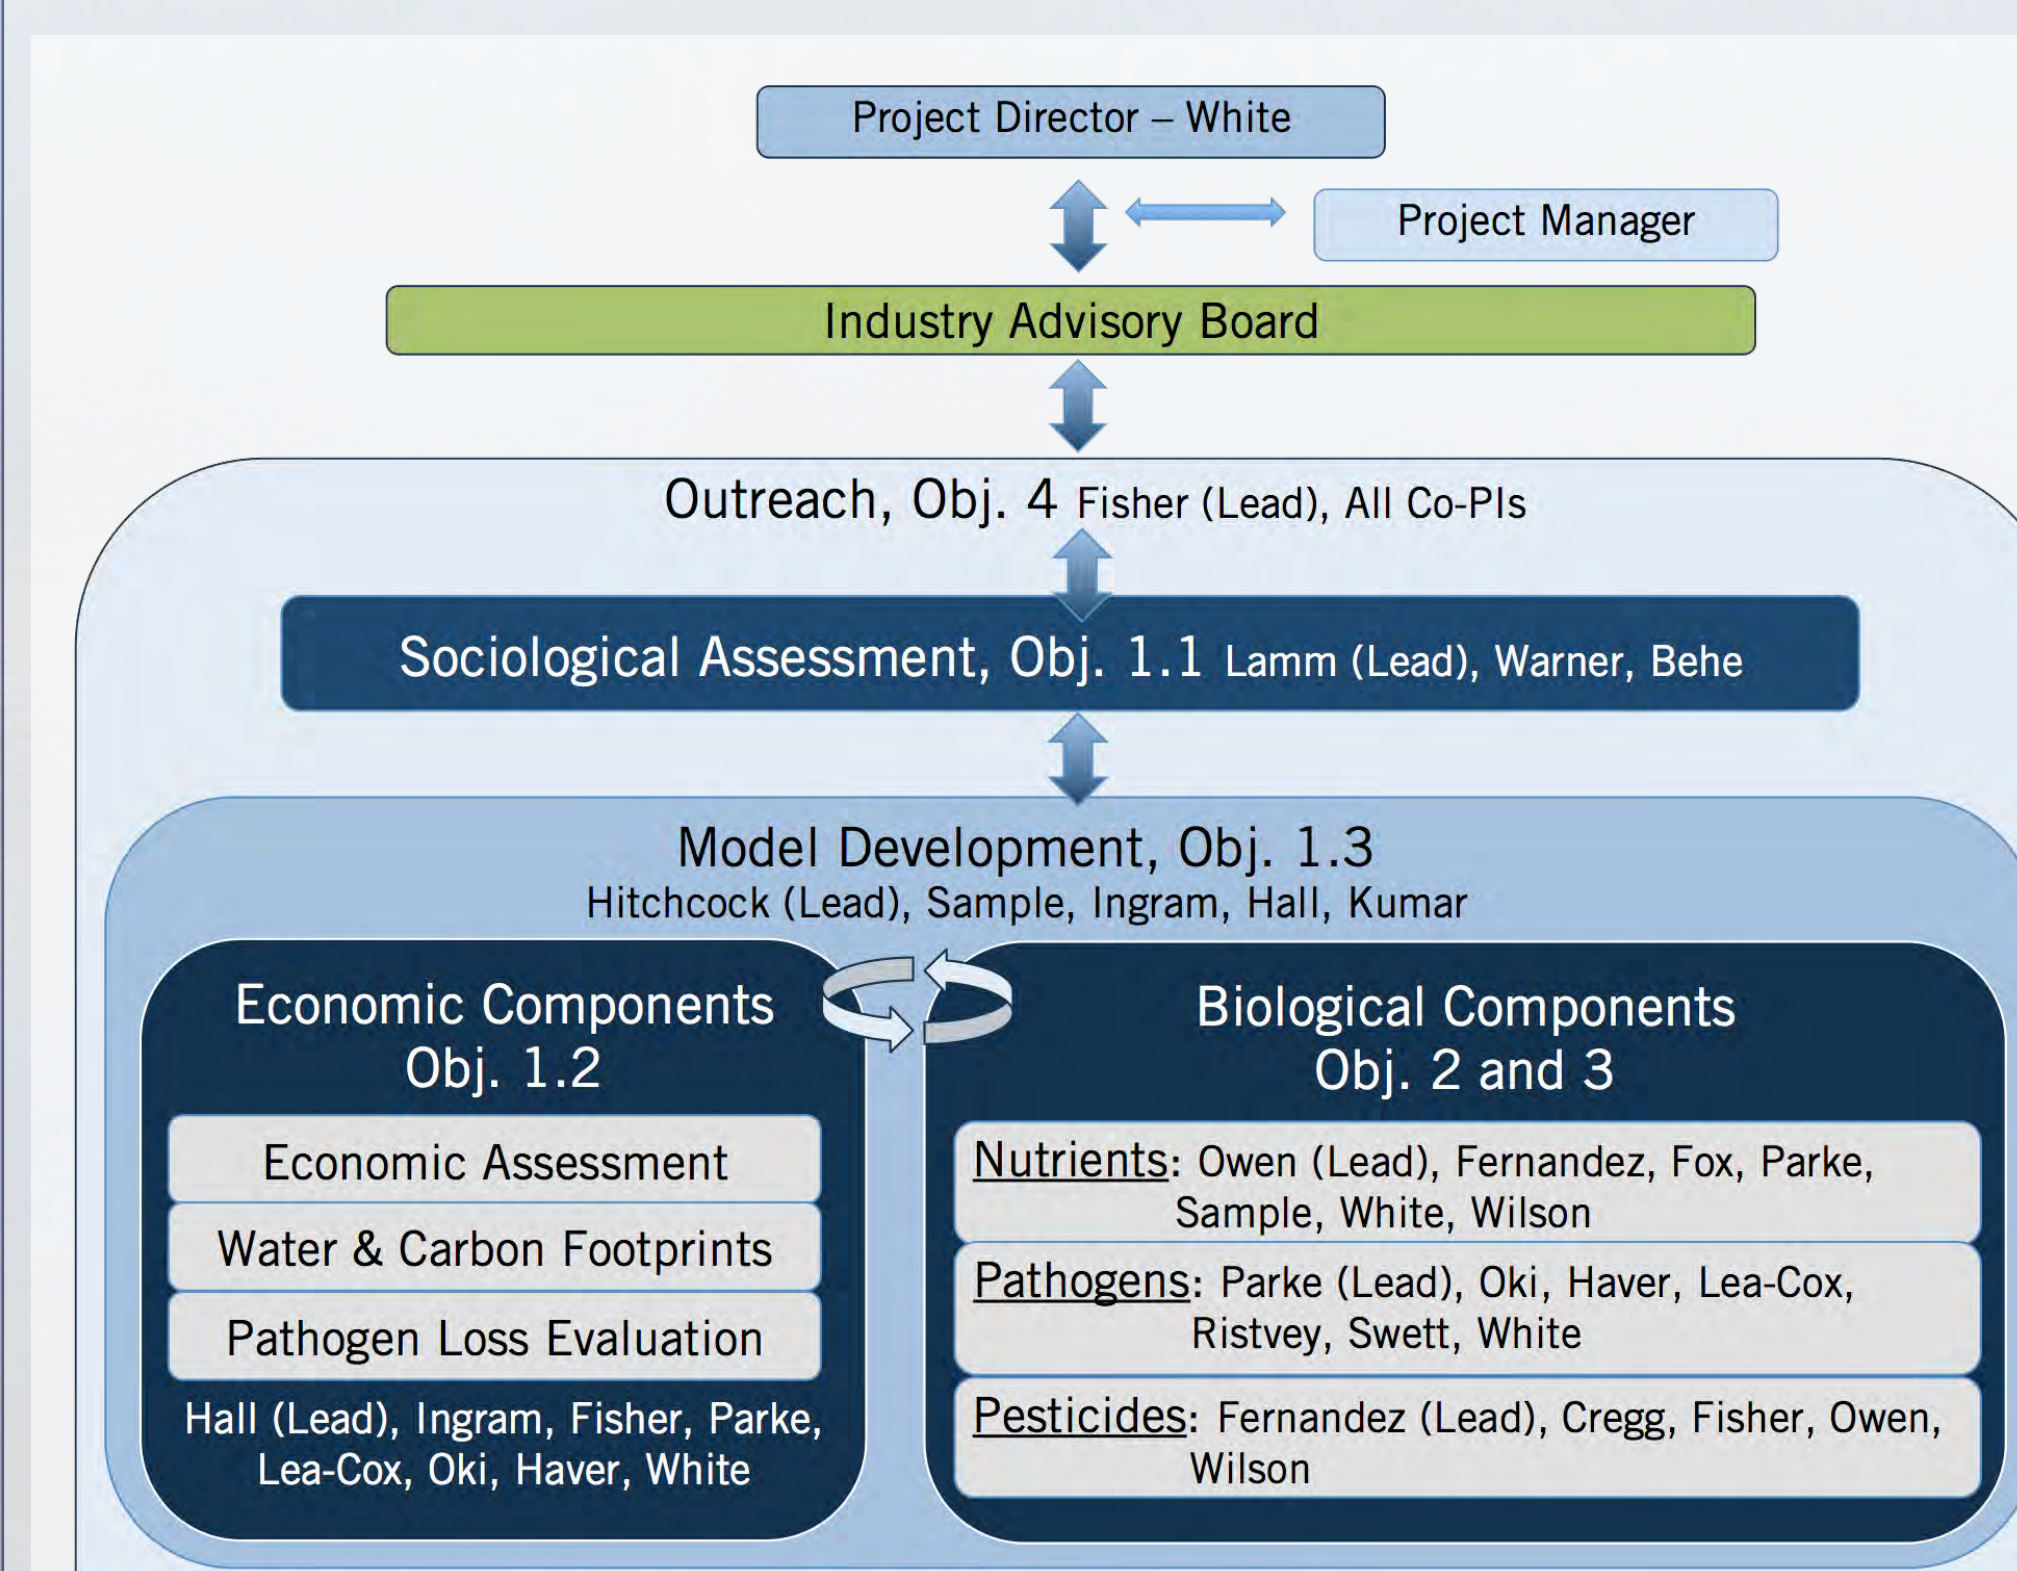 Project Director – White
Project Manager
Industry Advisory Board
Outreach, Obj. 4 Fisher (Lead), All Co-PIs
Sociological Assessment, Obj. 1.1 Lamm (Lead), Warner, Behe
Model Development, Obj. 1.3
Hitchcock (Lead), Sample, Ingram, Hall, Kumar
Economic Components
Obj. 1.2
Economic Assessment
Water & Carbon Footprints
Pathogen Loss Evaluation
Hall (Lead), Ingram, Fisher, Parke,
Lea-Cox, Oki, Haver, White
Biological Components
Obj. 2 and 3
Nutrients: Owen (Lead), Fernandez, Fox, Parke,
Sample, White, Wilson
Pathogens: Parke (Lead), Oki, Haver, Lea-Cox,
Ristvey, Swett, White
Pesticides: Fernandez (Lead), Cregg, Fisher, Owen,
Wilson